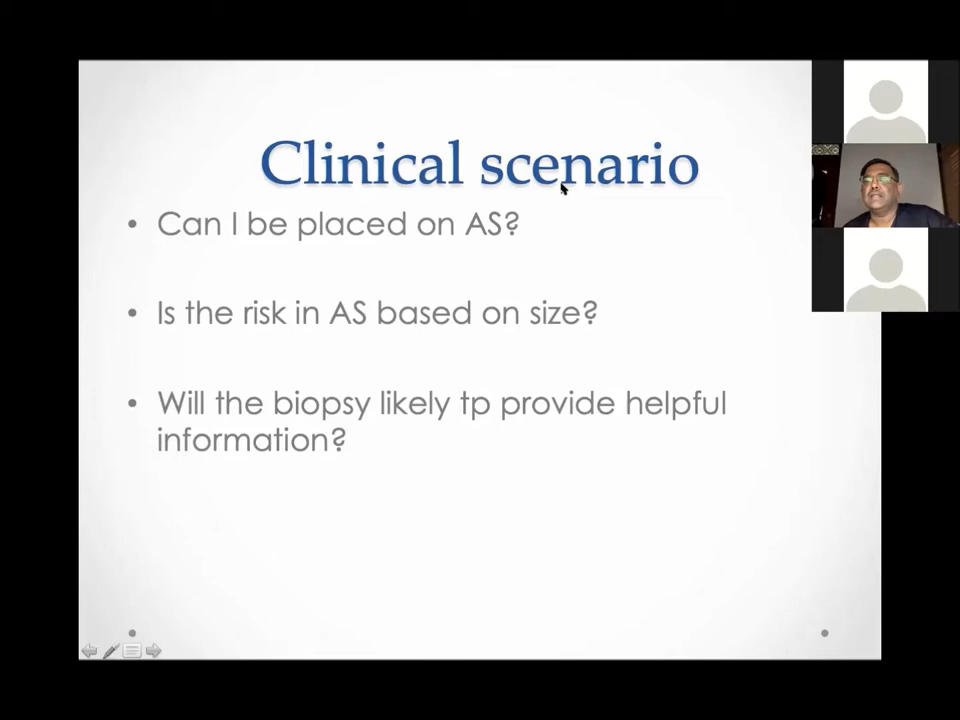 Clinical scenario
• Can I be placed on AS?
• Is the risk in AS based on size?
• Will the biopsy likely tp provide helpful
information?